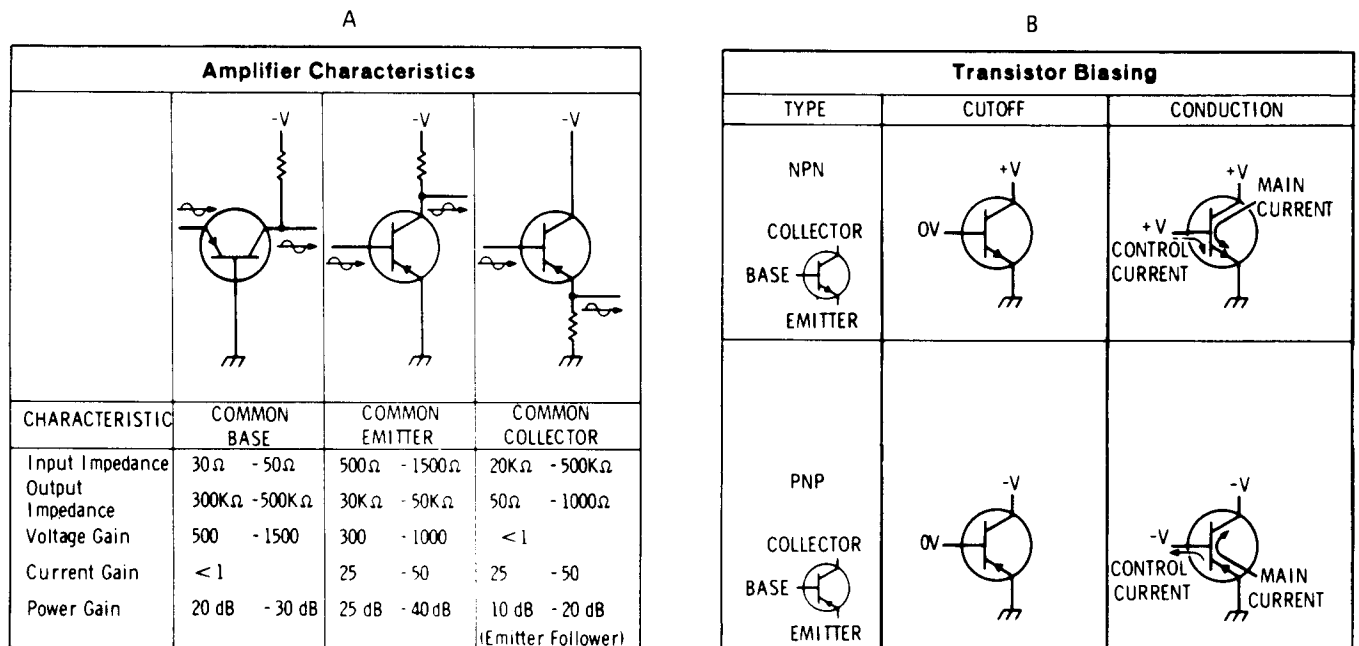 A
Amplifier Characteristics
-V -V -V
CHARACTERISTIC COMMON BASE COMMON EMITTER COMMON COLLECTOR
Input Impedance 30Ω - 50Ω 500Ω - 1500Ω 20KΩ - 500KΩ
Output Impedance 300KΩ - 500KΩ 30K Ω - 50K Ω 50Ω - 1000Ω
Voltage Gain 500 - 1500 300 - 1000 < 1
Current Gain < 1 25 - 50 25 - 50
Power Gain 20 dB - 30 dB 25 dB - 40 dB 10 dB - 20 dB
(Emitter Follower)
B
Transistor Biasing
TYPE CUTOFF CONDUCTION
NPN
COLLECTOR
BASE
EMITTER
+V
0V
+V
MAIN
CURRENT
+V
CONTROL
CURRENT
PNP
COLLECTOR
BASE
EMITTER
-V
0V
-V
-V
CONTROL
CURRENT
MAIN
CURRENT